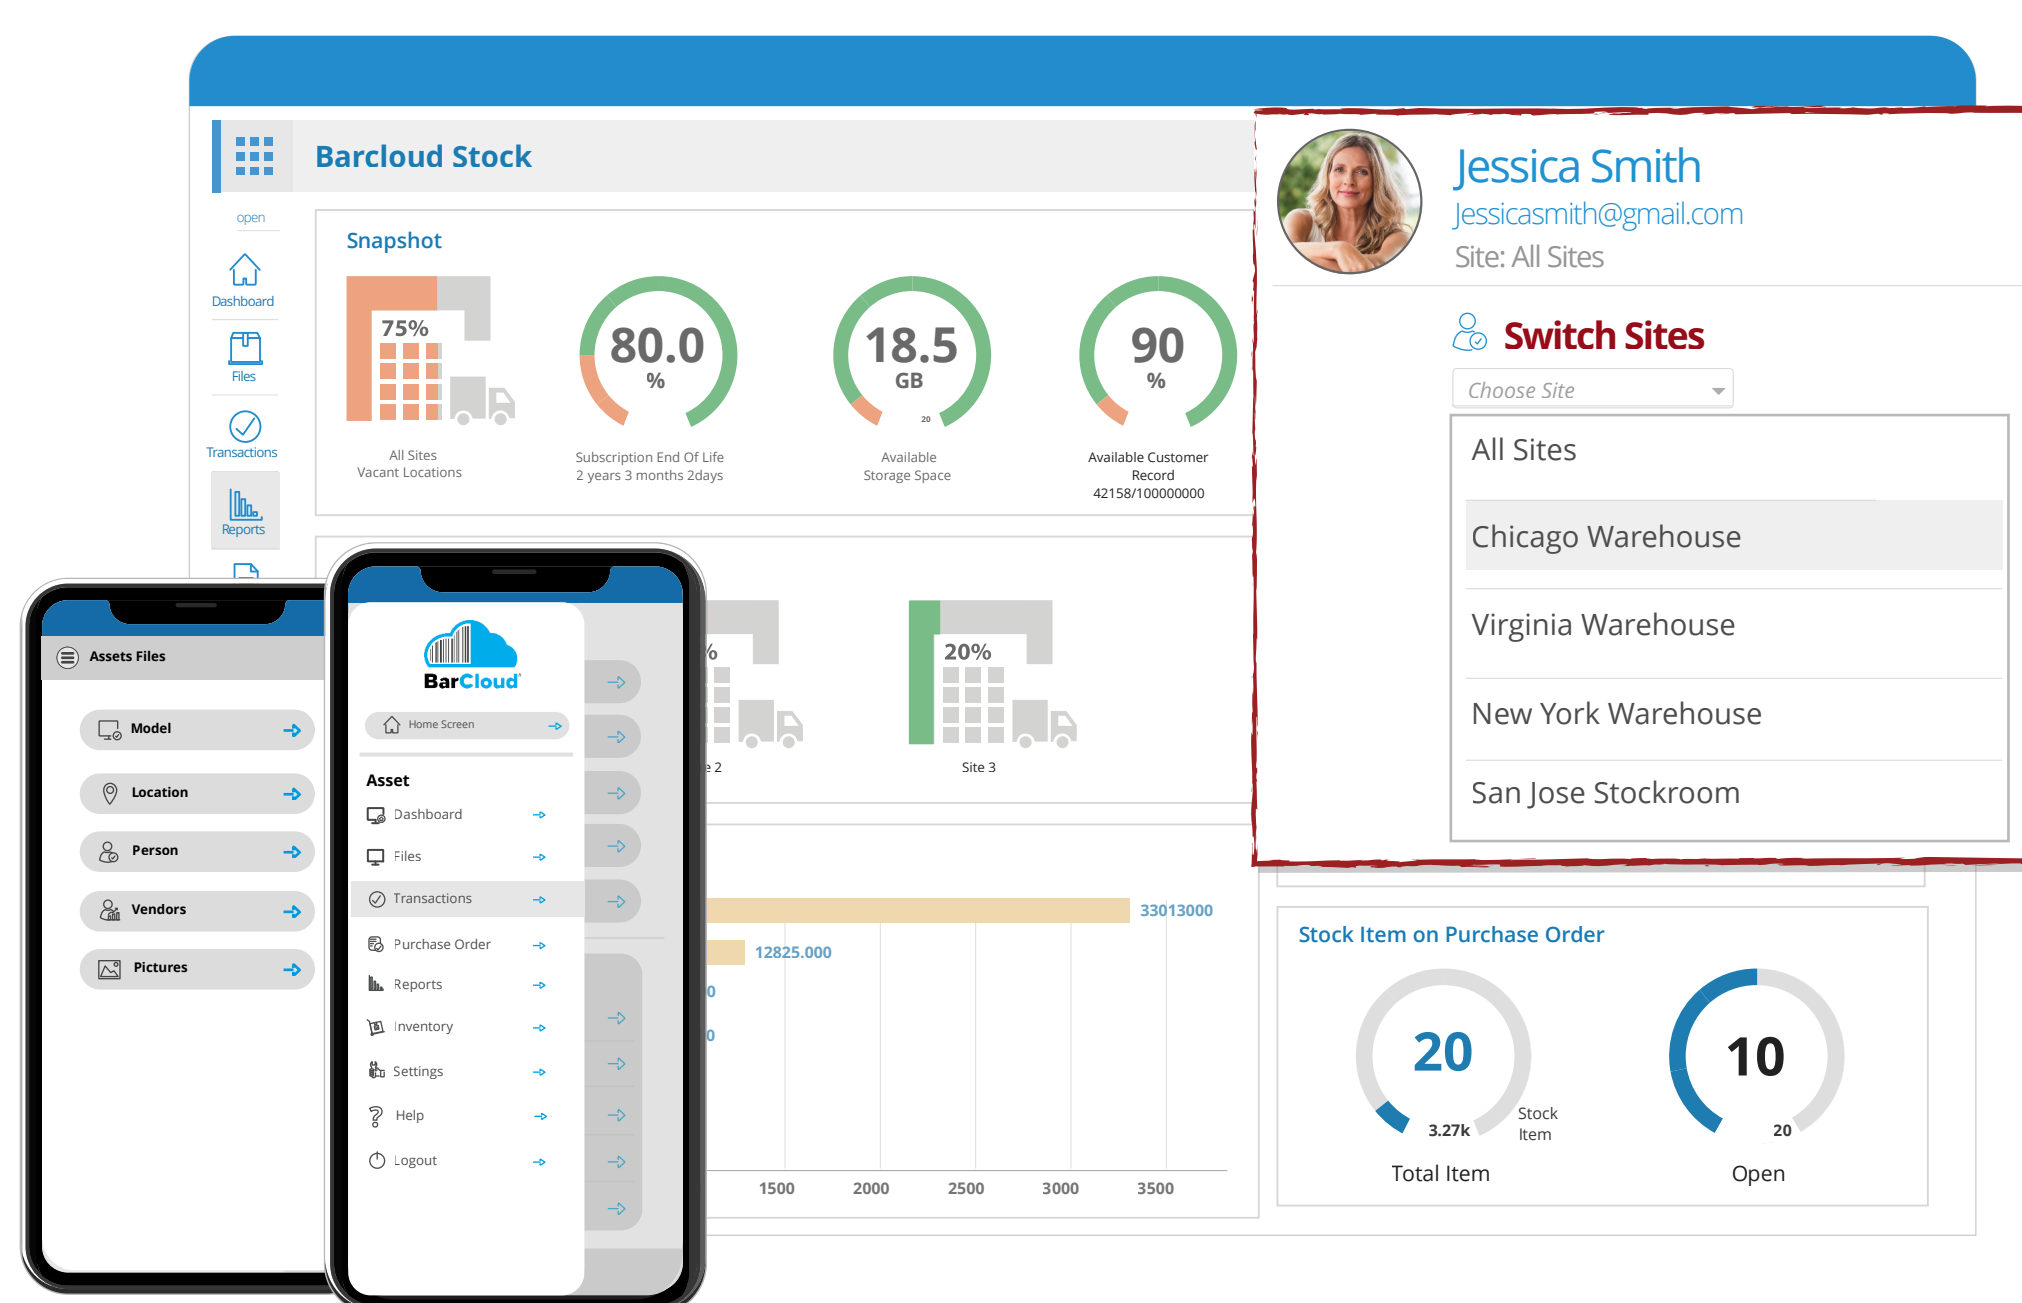 Barcloud Stock
open
Dashboard
Files
Transactions
Reports
Snapshot
75%
All Sites
Vacant Locations
80.0
%
Subscription End Of Life
2 years 3 months 2days
18.5
GB
20
Available
Storage Space
90
%
Available Customer
Record
42158/100000000
Jessica Smith
Jessicasmith@gmail.com
Site: All Sites
Switch Sites
Choose Site
All Sites
Chicago Warehouse
Virginia Warehouse
New York Warehouse
San Jose Stockroom
%
e 2
20%
Site 3
33013000
12825.000
0
0
1500
2000
2500
3000
3500
Stock Item on Purchase Order
20
3.27k
Stock
Item
Total Item
10
20
Open
Assets Files
Model
Location
Person
Vendors
Pictures
BarCloud
Home Screen
Asset
Dashboard
Files
Transactions
Purchase Order
Reports
Inventory
Settings
Help
Logout